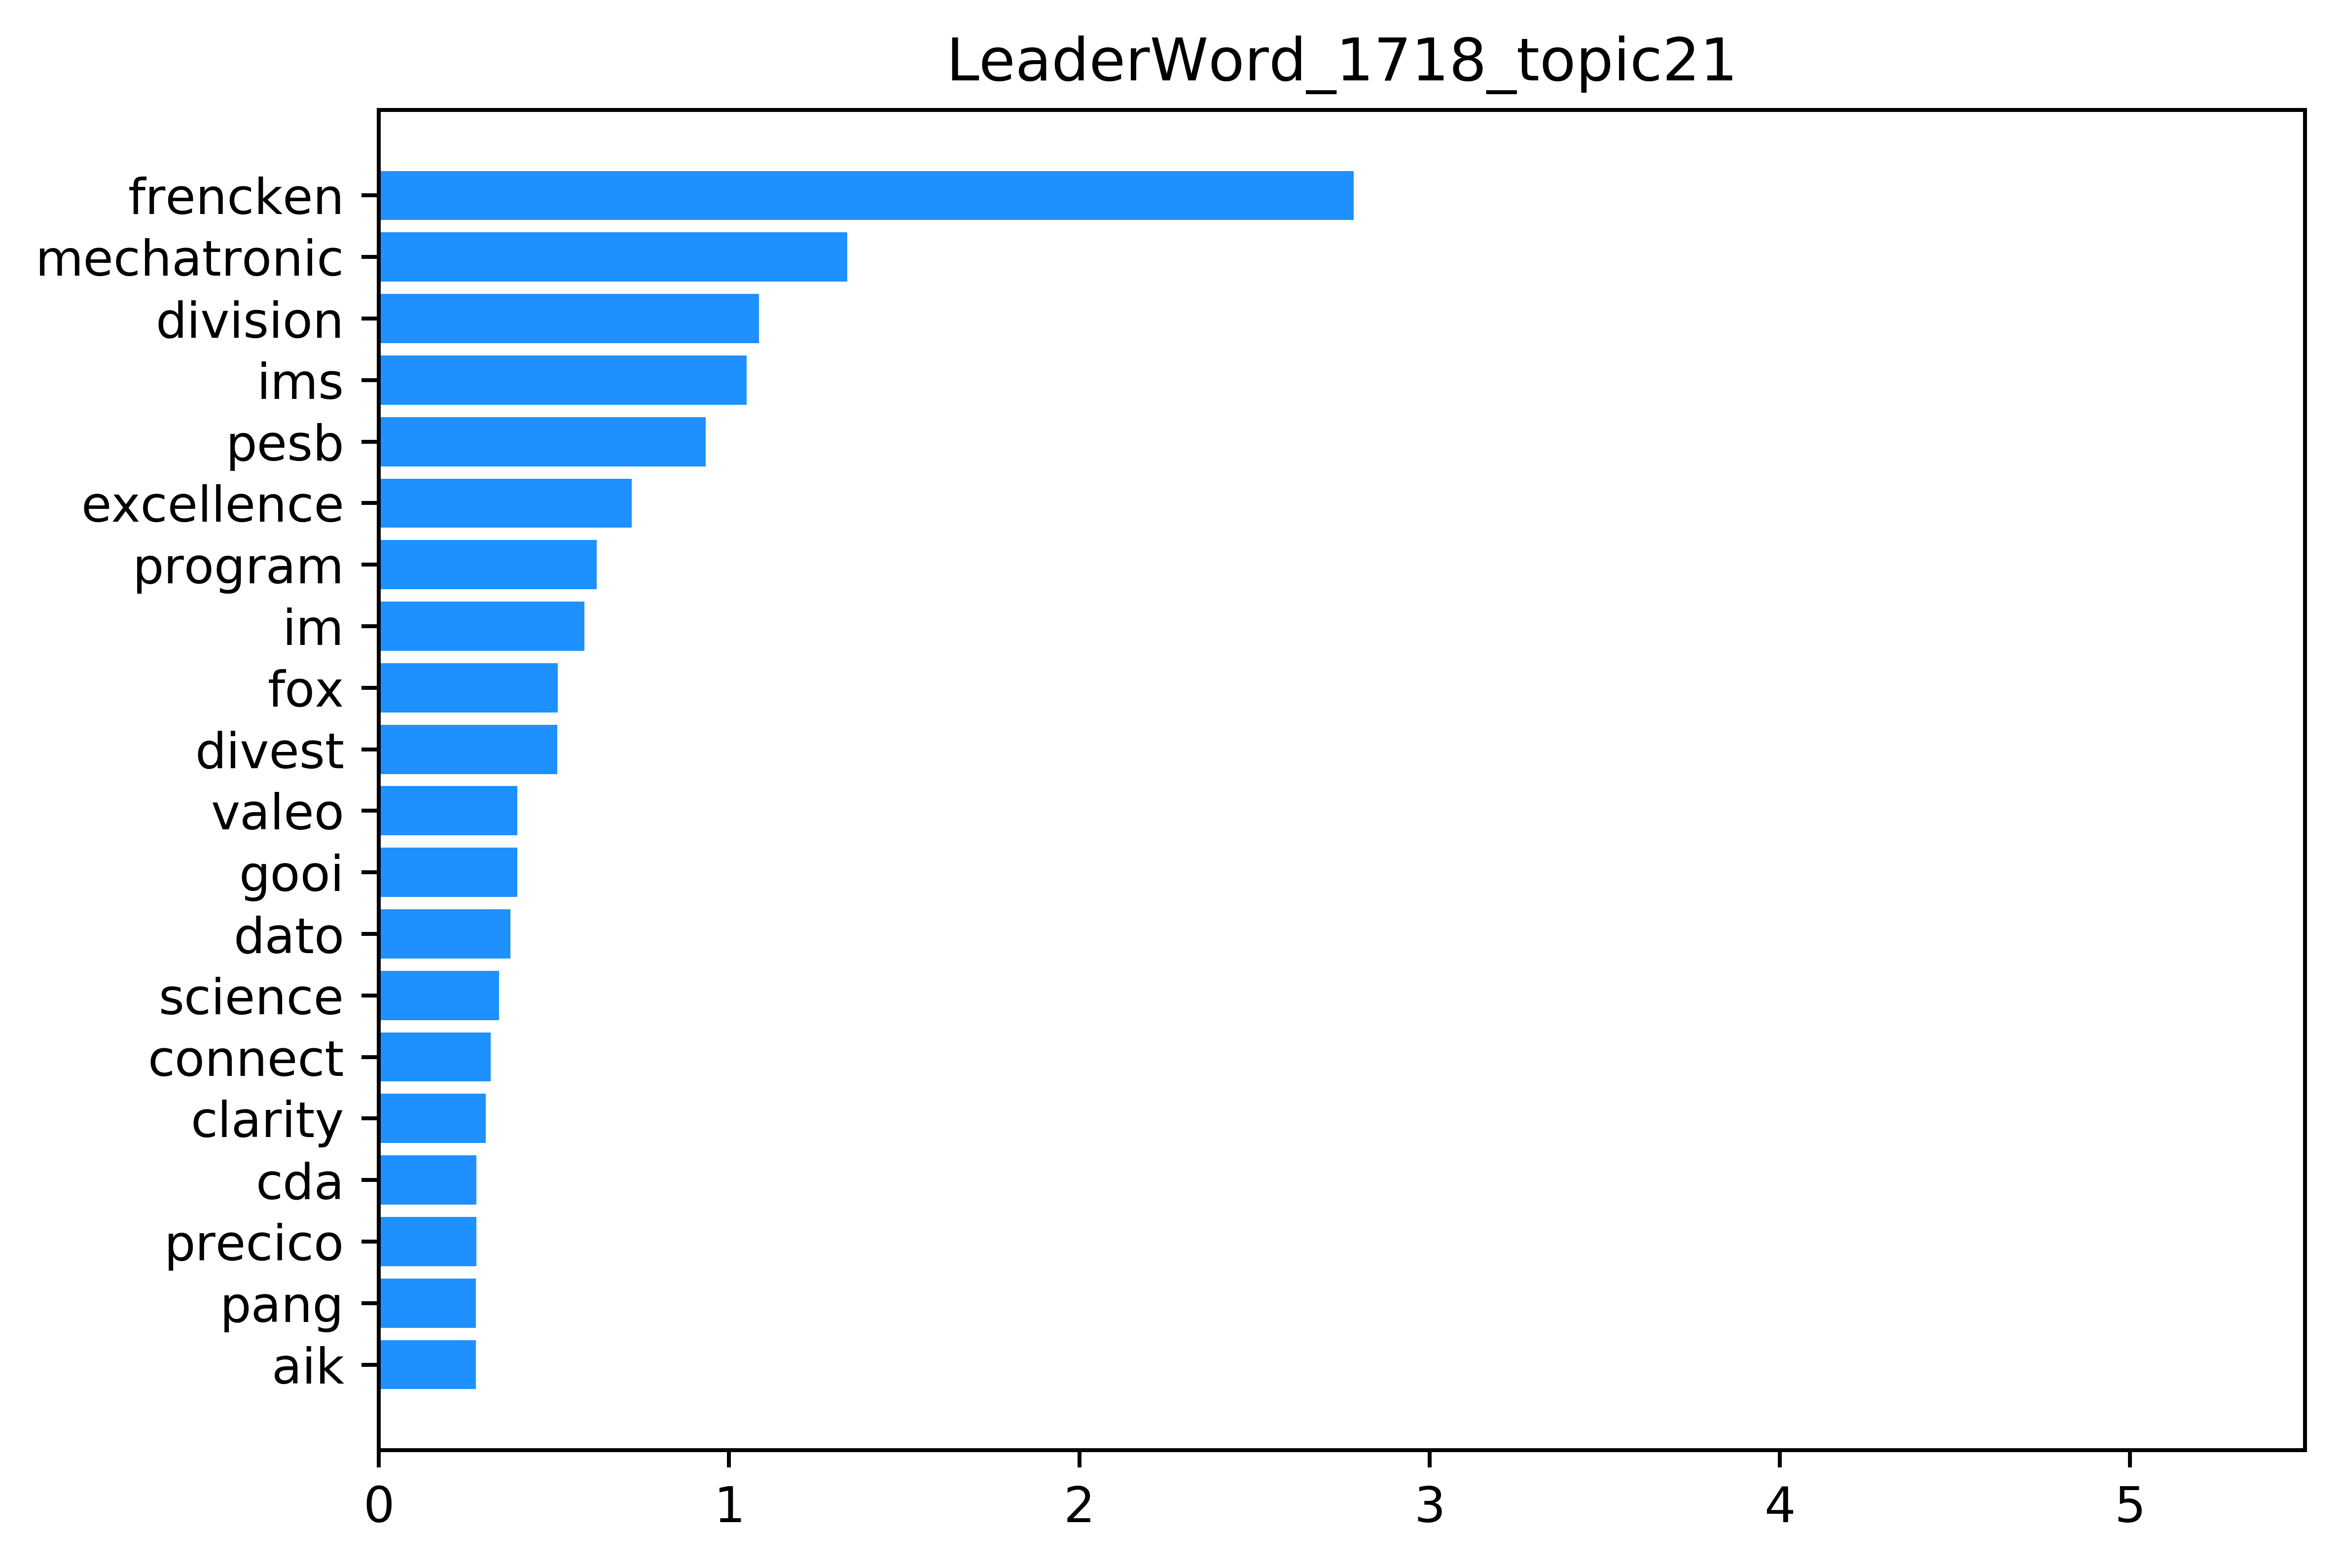 LeaderWord_1718_topic21
frencken
mechatronic
division
ims
pesb
excellence
program
im
fox
divest
valeo
gooi
dato
science
connect
clarity
cda
precico
pang
aik
0 1 2 3 4 5